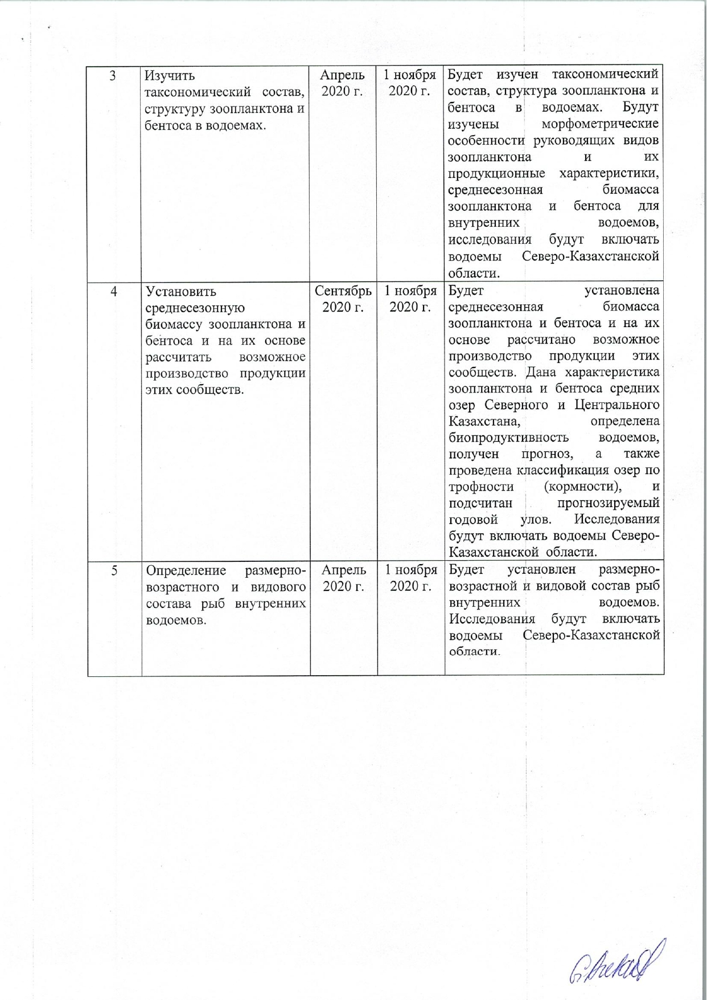 3
Изучить
таксономический состав,
структуру зоопланктона и
бентоса в водоемах.
Апрель
2020 г.
1 ноября
2020 г.
Будет изучен таксономический
состав, структура зоопланктона и
бентоса в водоемах. Будут
изучены морфометрические
особенности руководящих видов
зоопланктона и их
продукционные характеристики,
среднесезонная биомасса
зоопланктона и бентоса для
внутренних водоемов,
исследования будут включать
водоемы Северо-Казахстанской
области.
4
Установить
среднесезонную
биомассу зоопланктона и
бентоса и на их основе
рассчитать возможное
производство продукции
этих сообществ.
Сентябрь
2020 г.
1 ноября
2020 г.
Будет установлена
среднесезонная биомасса
зоопланктона и бентоса и на их
основе рассчитано возможное
производство продукции этих
сообществ. Дана характеристика
зоопланктона и бентоса средних
озер Северного и Центрального
Казахстана, определена
биопродуктивность водоемов,
получен прогноз, а также
проведена классификация озер по
трофности (кормности), и
подсчитан прогнозируемый
годовой улов. Исследования
будут включать водоемы Северо-
Казахстанской области.
5
Определение размерно-
возрастного и видового
состава рыб внутренних
водоемов.
Апрель
2020 г.
1 ноября
2020 г.
Будет установлен размерно-
возрастной и видовой состав рыб
внутренних водоемов.
Исследования будут включать
водоемы Северо-Казахстанской
области.